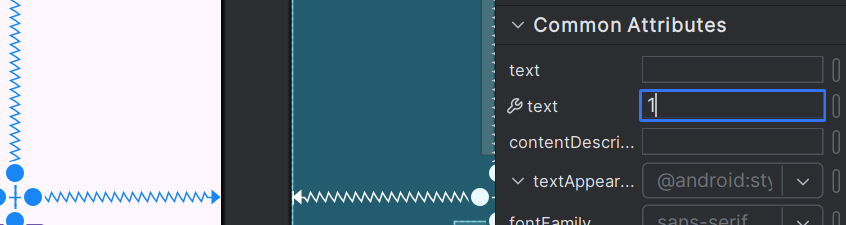 Common Attributes
text
text 1
contentDescri...
textAppear... @android:sty
fontFamily sans-serif